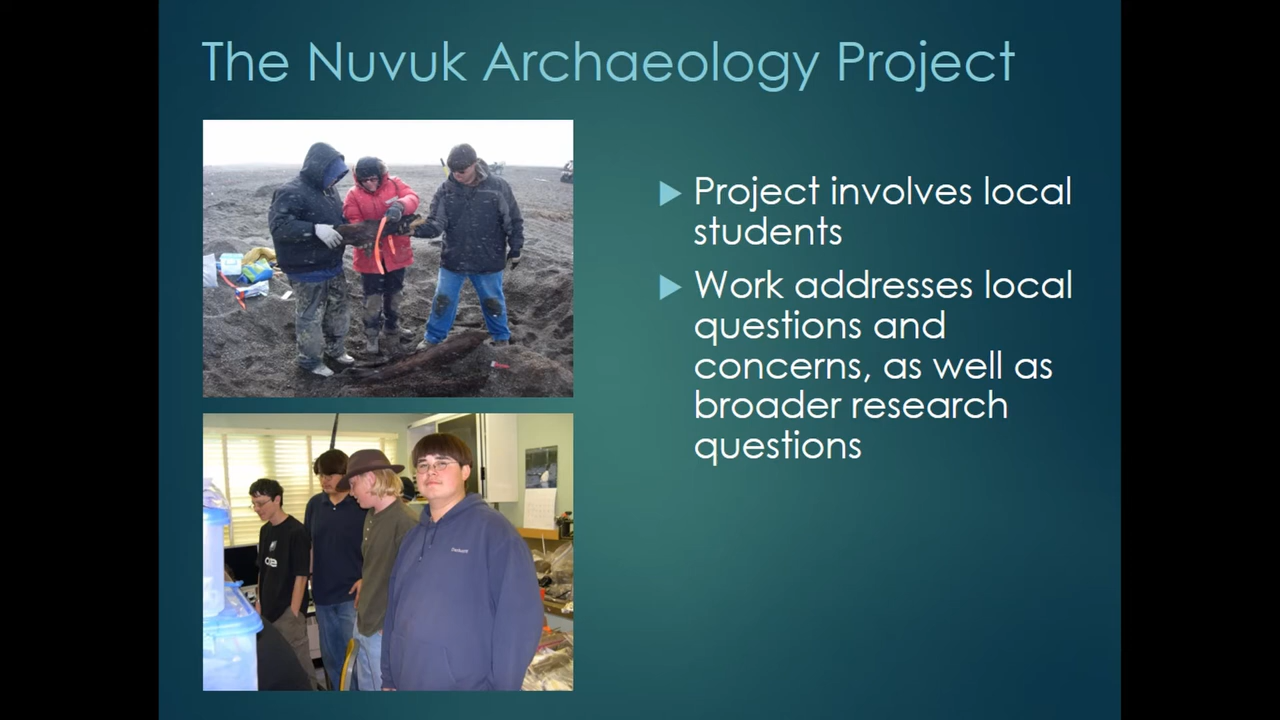 The Nuvuk Archaeology Project
Project involves local
students
Work addresses local
questions and
concerns, as well as
broader research
questions